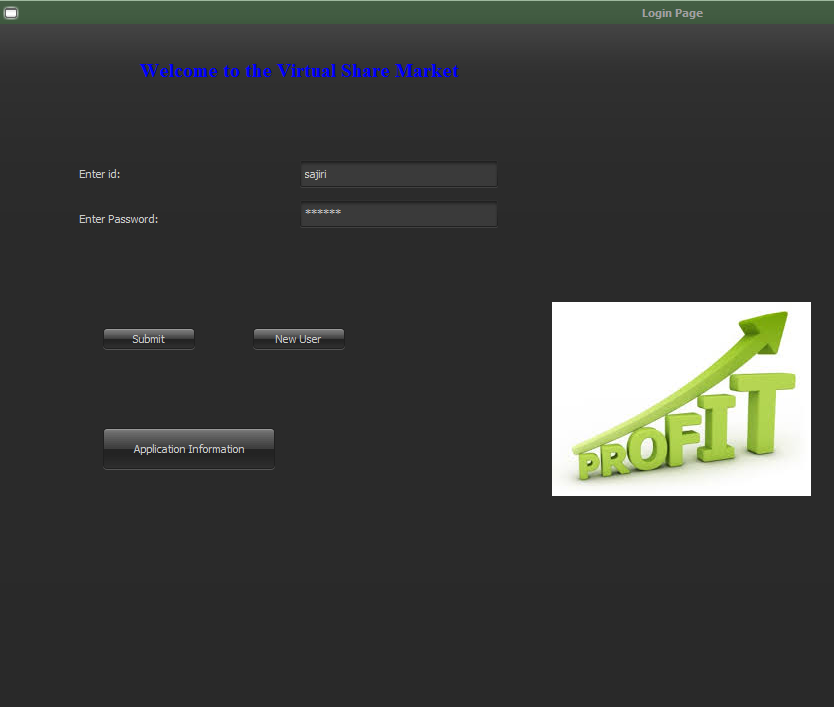 Login Page
Welcome to the Virtual Share Market
Enter id:
sajiri
Enter Password:
******
Submit
New User
PROFIT
Application Information